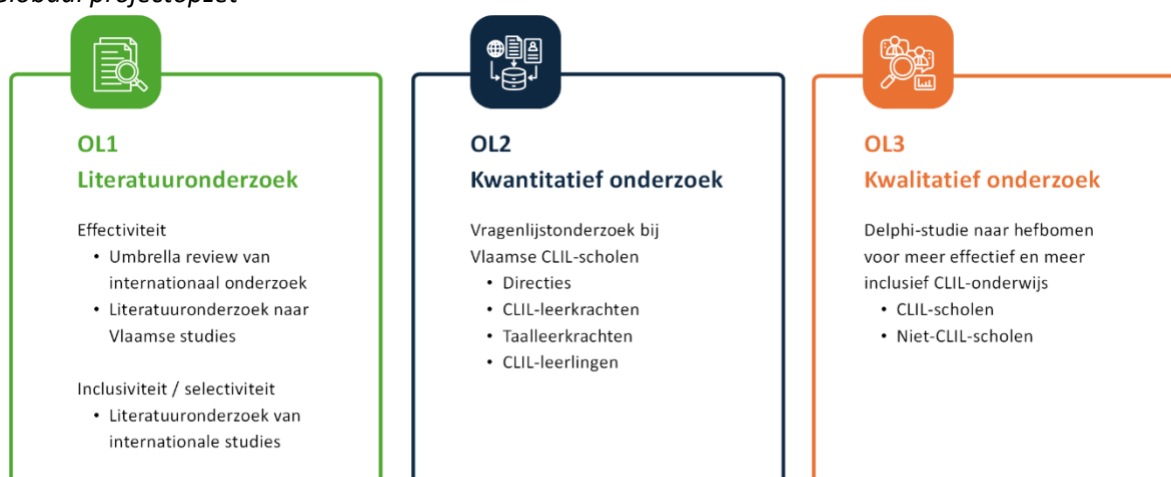 Globaal projectopzet
OL1
Literatuuronderzoek
Effectiviteit
• Umbrella review van
internationaal onderzoek
• Literatuuronderzoek naar
Vlaamse studies
Inclusiviteit / selectiviteit
• Literatuuronderzoek van
internationale studies
OL2
Kwantitatief onderzoek
Vragenlijstonderzoek bij
Vlaamse CLIL-scholen
• Directies
• CLIL-leerkrachten
• Taalleerkrachten
• CLIL-leerlingen
OL3
Kwalitatief onderzoek
Delphi-studie naar hefbomen
voor meer effectief en meer
inclusief CLIL-onderwijs
• CLIL-scholen
• Niet-CLIL-scholen